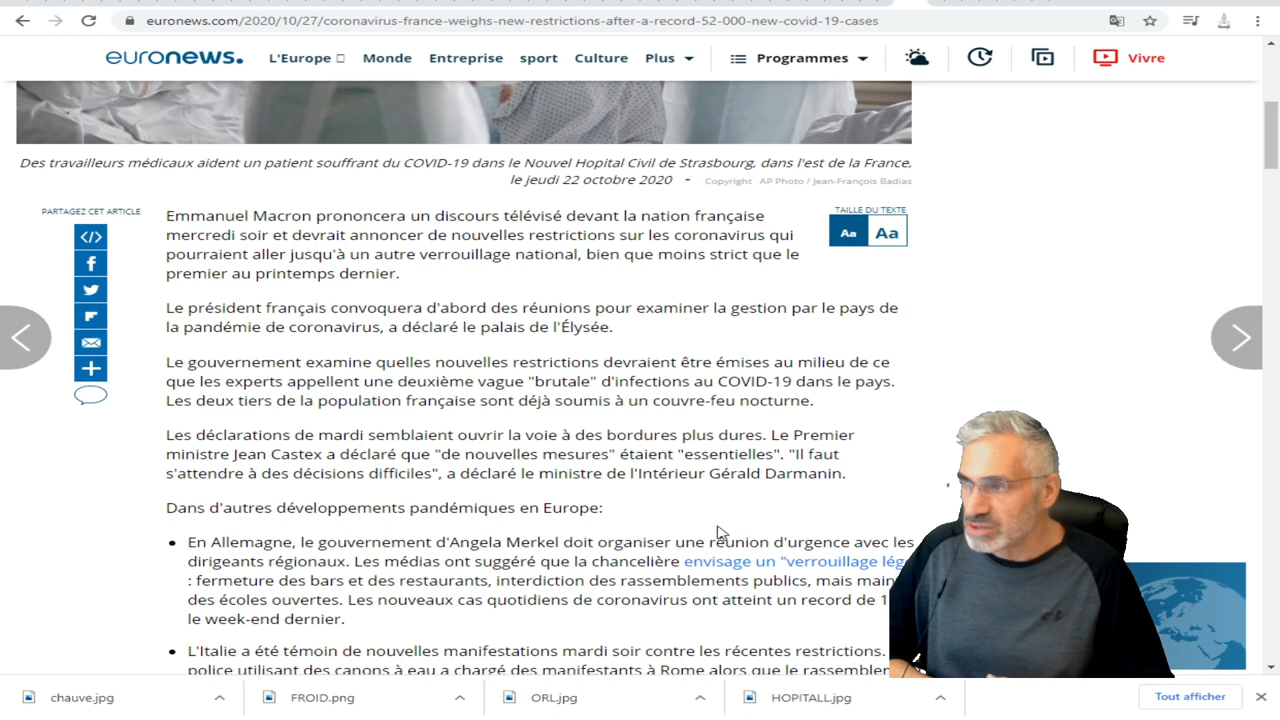 euronews.com/2020/10/27/coronavirus-france-weighs-new-restrictions-after-a-record-52-000-new-covid-19-cases
euronews.
L'Europe
Monde
Entreprise
sport
Culture
Plus
Programmes
Vivre
Des travailleurs médicaux aident un patient souffrant du COVID-19 dans le Nouvel Hopital Civil de Strasbourg, dans l'est de la France,
le jeudi 22 octobre 2020 - Copyright AP Photo / Jean-François Badias
PARTAGEZ CET ARTICLE
TAILLE DU TEXTE
Aa Aa
Emmanuel Macron prononcera un discours télévisé devant la nation française
mercredi soir et devrait annoncer de nouvelles restrictions sur les coronavirus qui
pourraient aller jusqu'à un autre verrouillage national, bien que moins strict que le
premier au printemps dernier.
Le président français convoquera d'abord des réunions pour examiner la gestion par le pays de
la pandémie de coronavirus, a déclaré le palais de l'Élysée.
Le gouvernement examine quelles nouvelles restrictions devraient être émises au milieu de ce
que les experts appellent une deuxième vague "brutale" d'infections au COVID-19 dans le pays.
Les deux tiers de la population française sont déjà soumis à un couvre-feu nocturne.
Les déclarations de mardi semblaient ouvrir la voie à des bordures plus dures. Le Premier
ministre Jean Castex a déclaré que "de nouvelles mesures" étaient "essentielles". "Il faut
s'attendre à des décisions difficiles", a déclaré le ministre de l'Intérieur Gérald Darmanin.
Dans d'autres développements pandémiques en Europe:
En Allemagne, le gouvernement d'Angela Merkel doit organiser une réunion d'urgence avec les
dirigeants régionaux. Les médias ont suggéré que la chancelière envisage un "verrouillage lég
: fermeture des bars et des restaurants, interdiction des rassemblements publics, mais main
des écoles ouvertes. Les nouveaux cas quotidiens de coronavirus ont atteint un record de 1
le week-end dernier.
L'Italie a été témoin de nouvelles manifestations mardi soir contre les récentes restrictions.
police utilisant des canons à eau a chargé des manifestants à Rome alors que le rassemblem
chauve.jpg
FROID.png
ORL.jpg
HOPITALL.jpg
Tout afficher